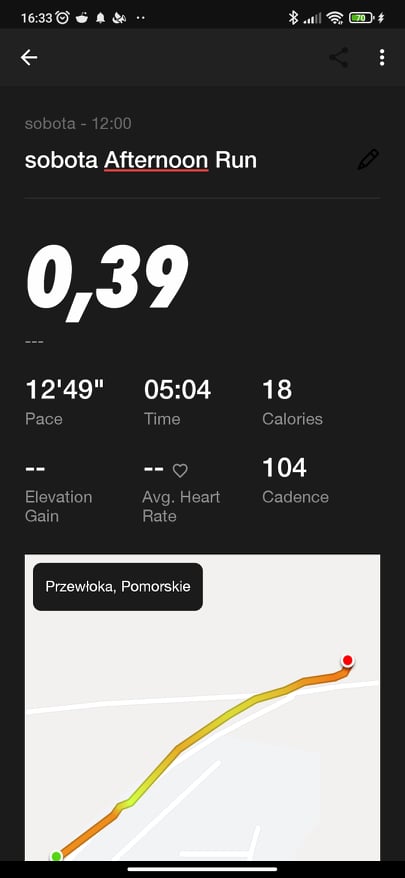 16:33
70
sobota - 12:00
sobota Afternoon Run
0,39
---
12'49" 05:04 18
Pace Time Calories
-- -- 104
Elevation Gain Avg. Heart Rate Cadence
Przewłoka, Pomorskie